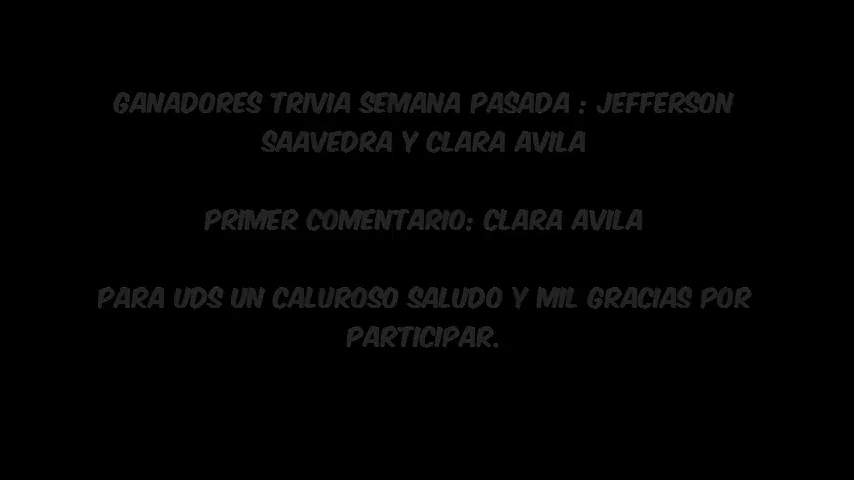 GANADORES TRIVIA SEMANA PASADA : JEFFERSON
SAAVEDRA Y CLARA AVILA
PRIMER COMENTARIO: CLARA AVILA
PARA UDS UN CALUROSO SALUDO Y MIL GRACIAS POR
PARTICIPAR.